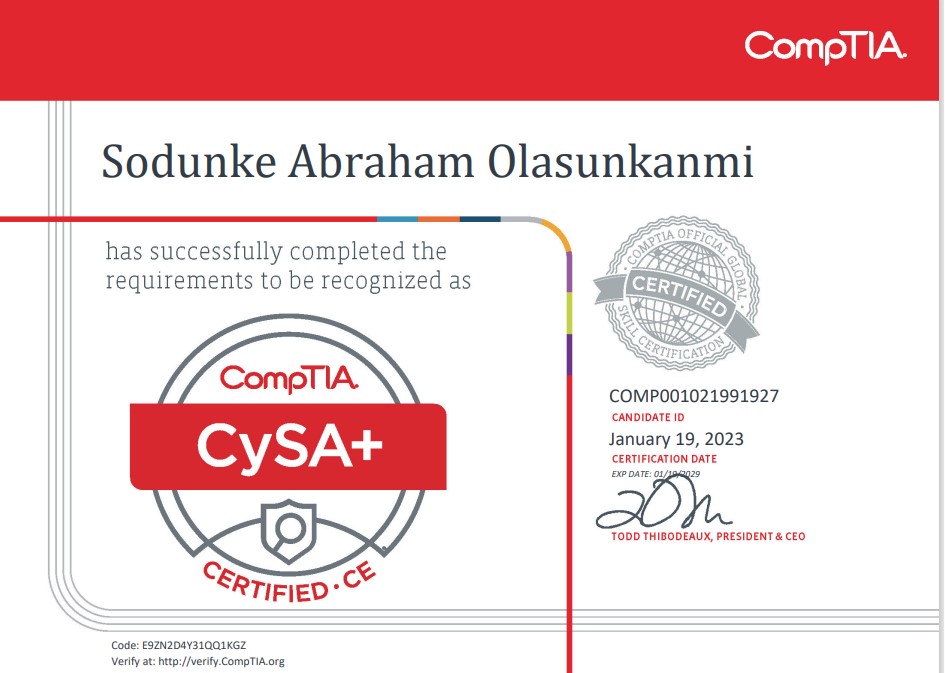 CompTIA.
Sodunke Abraham Olasunkanmi
has successfully completed the
requirements to be recognized as
CompTIA.
CySA+
CERTIFIED · CE
COMPTIA OFFICIAL GLOBAL
CERTIFIED
SKILL CERTIFICATION
COMP001021991927
CANDIDATE ID
January 19, 2023
CERTIFICATION DATE
EXP DATE: 01/19/2029
TODD THIBODEAUX, PRESIDENT & CEO
Code: E9ZN2D4Y31QQ1KGZ
Verify at: http://verify.CompTIA.org